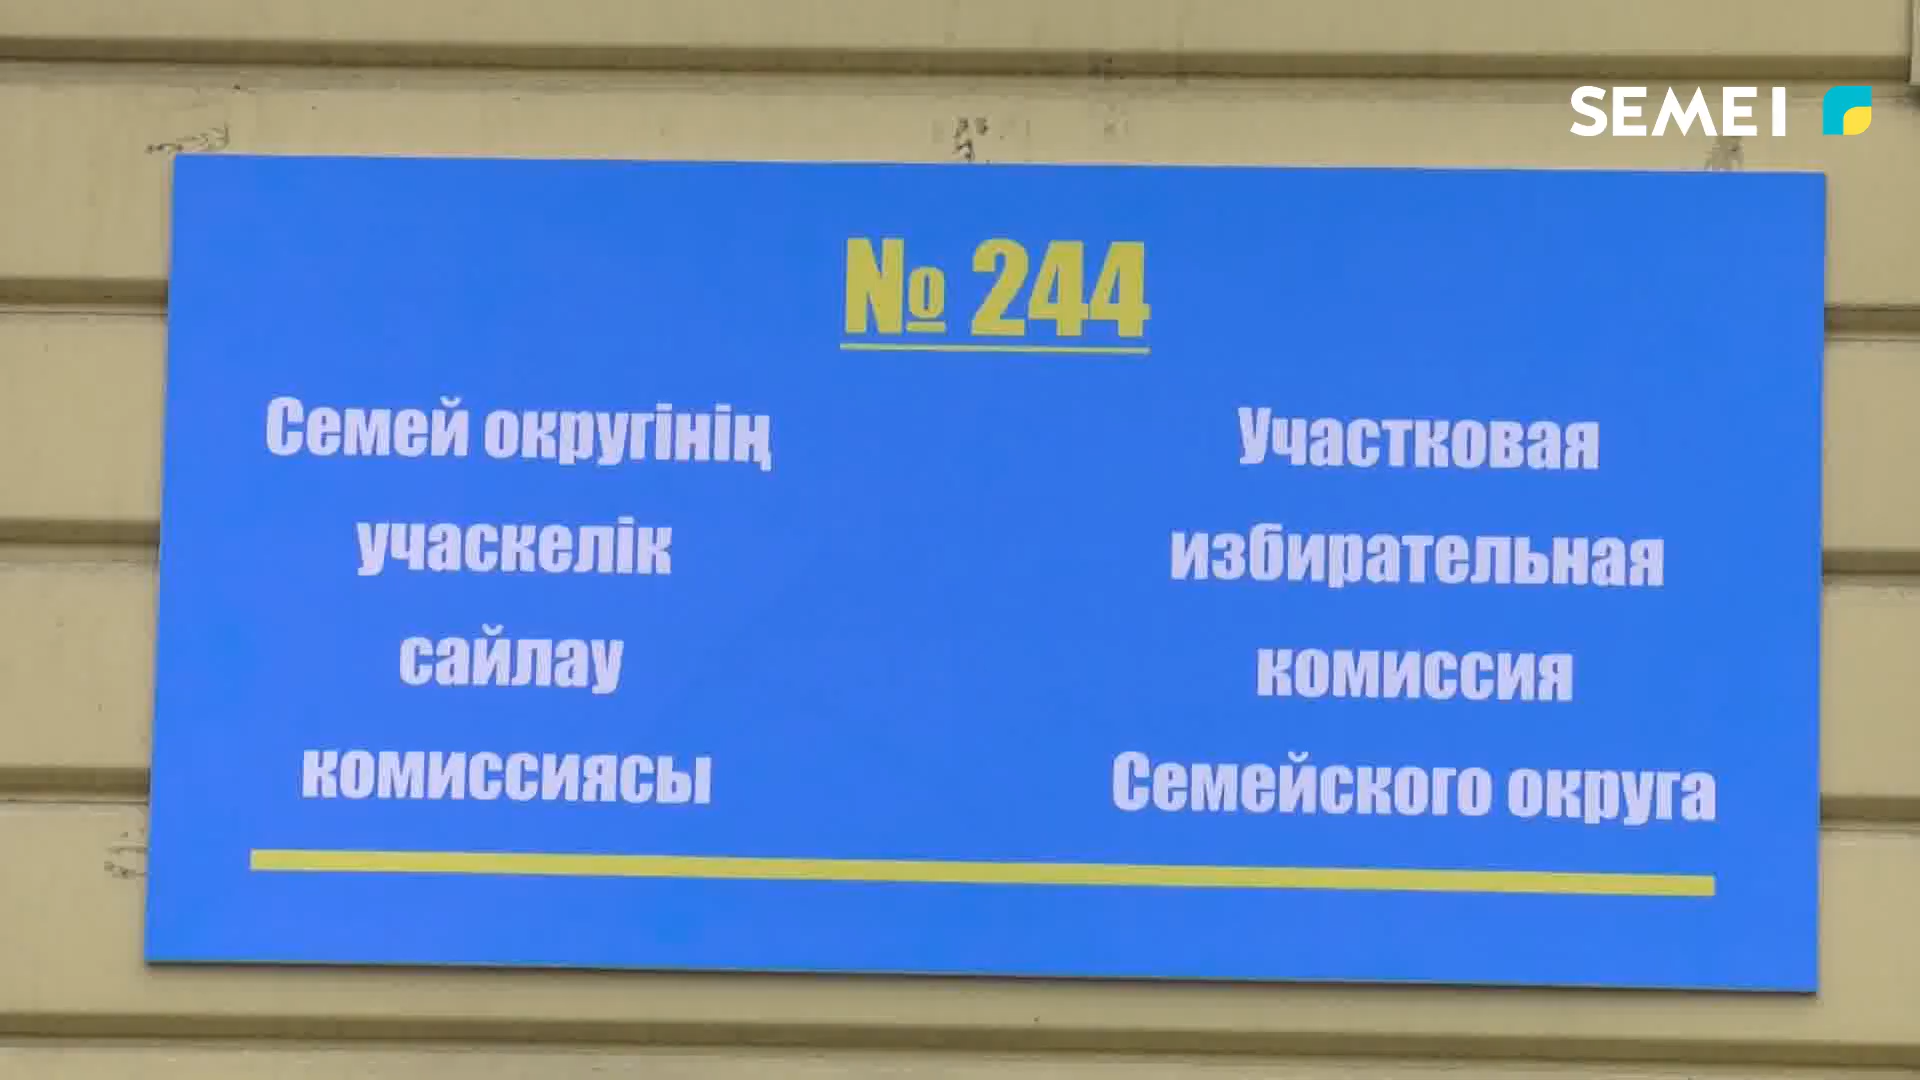 SEMEI
№ 244
Семей округінің
учаскелік
сайлау
комиссиясы
Участковая
избирательная
комиссия
Семейского округа